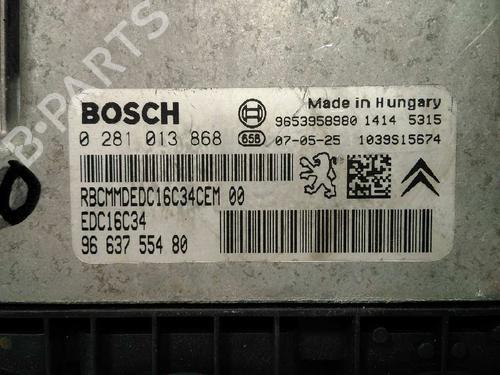 B-PARTS
BOSCH
Made in Hungary
9653958980 1414 5315
0 281 013 868 658 07-05-25 1039S15674
RBCMMDEDC16C34CEM 00
EDC16C34
96 637 554 80